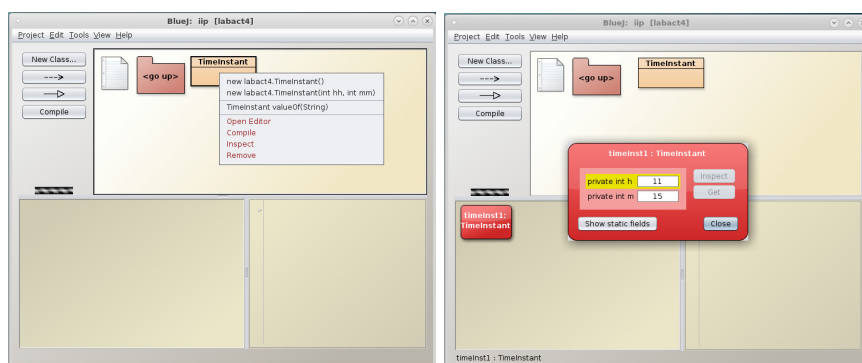 BlueJ: iip [labact4]
Project Edit Tools View Help
New Class...
Compile
<go up>
TimeInstant
new labact4.TimeInstant()
new labact4.TimeInstant(int hh, int mm)
TimeInstant valueOf(String)
Open Editor
Compile
Inspect
Remove
BlueJ: iip [labact4]
Project Edit Tools View Help
New Class...
Compile
<go up>
TimeInstant
timeInst1 : TimeInstant
private int h 11
private int m 15
Inspect
Get
Show static fields
Close
timeInst1:
TimeInstant
timeInst1 : TimeInstant